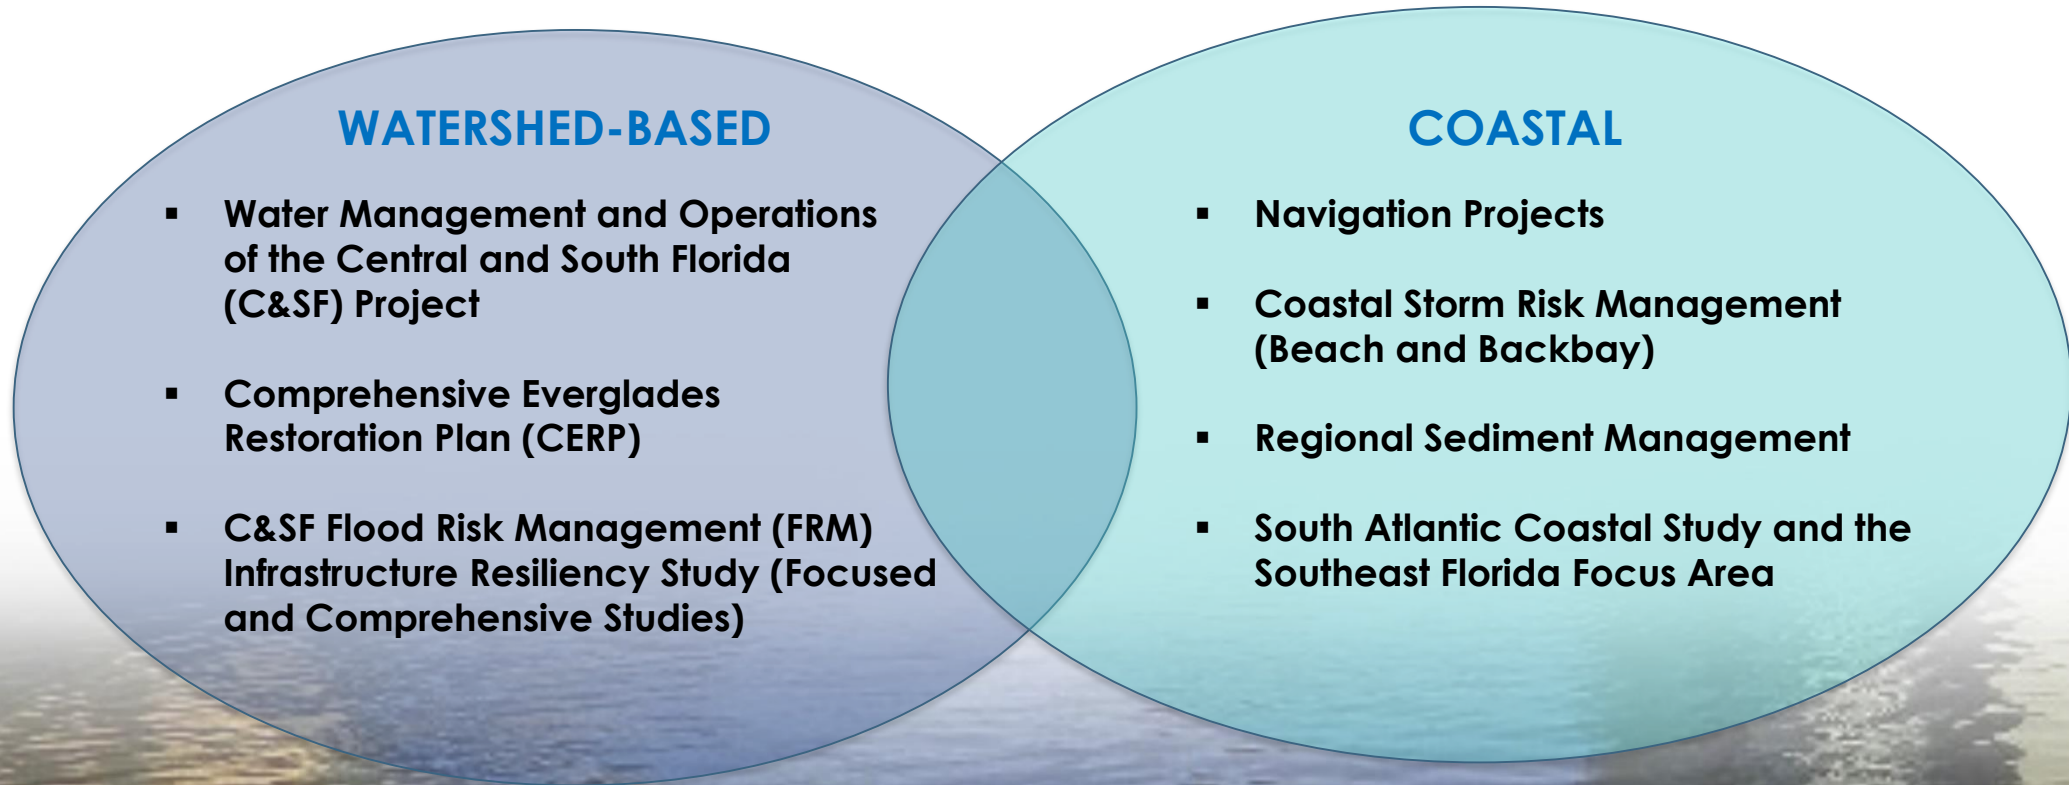 WATERSHED-BASED
▪ Water Management and Operations
of the Central and South Florida
(C&SF) Project
▪ Comprehensive Everglades
Restoration Plan (CERP)
▪ C&SF Flood Risk Management (FRM)
Infrastructure Resiliency Study (Focused
and Comprehensive Studies)
COASTAL
▪ Navigation Projects
▪ Coastal Storm Risk Management
(Beach and Backbay)
▪ Regional Sediment Management
▪ South Atlantic Coastal Study and the
Southeast Florida Focus Area